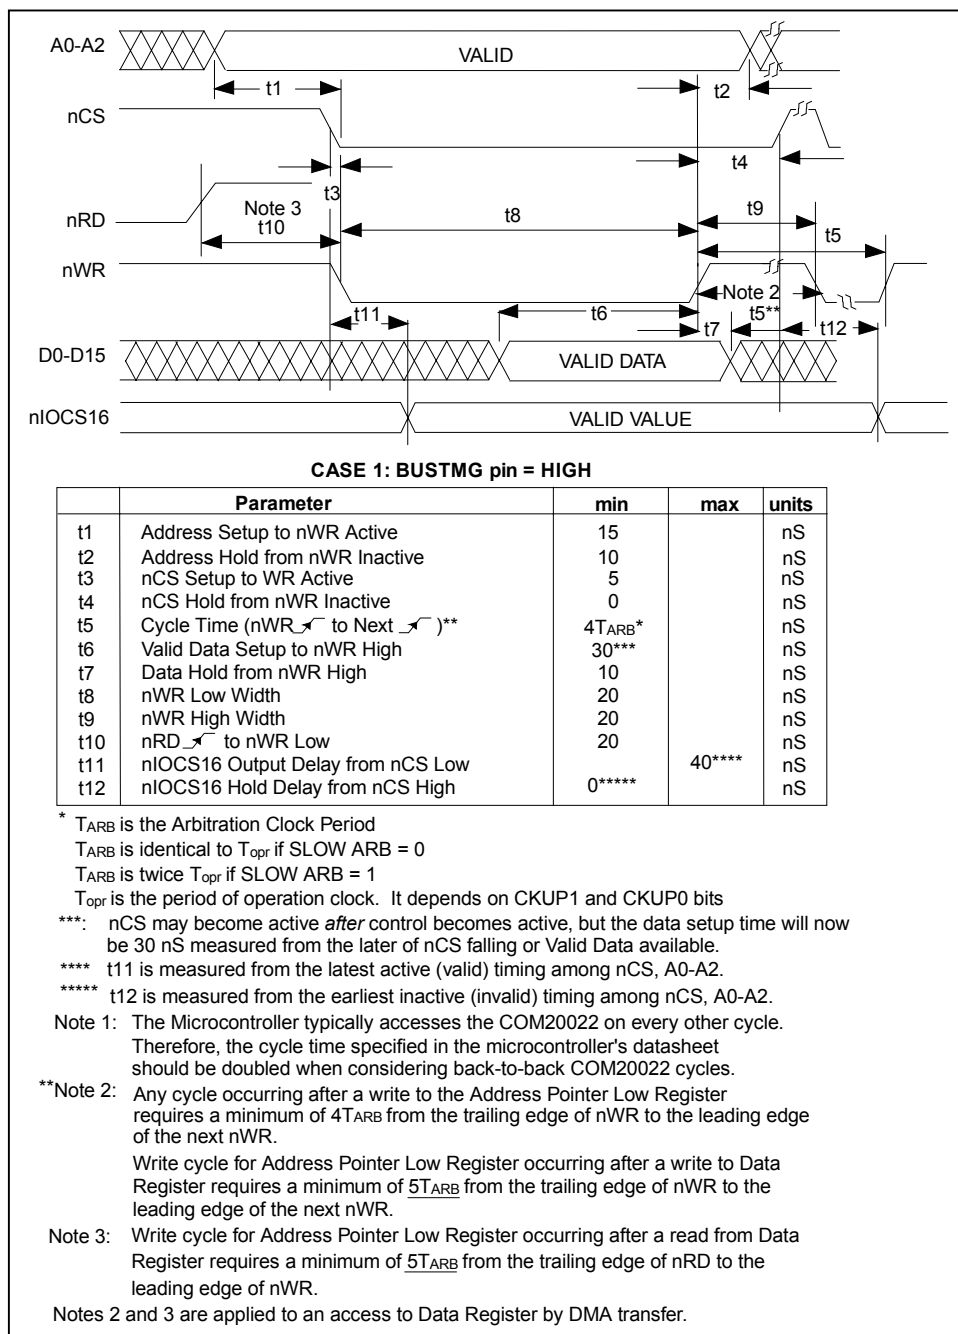 A0-A2
VALID
t1
t2
nCS
t3
t4
nRD
Note 3
t10
t8
t9
t5
nWR
Note 2
t11
t6
t7
t5**
t12
D0-D15
VALID DATA
nIOCS16
VALID VALUE
CASE 1: BUSTMG pin = HIGH
Parameter min max units
t1 Address Setup to nWR Active 15 nS
t2 Address Hold from nWR Inactive 10 nS
t3 nCS Setup to WR Active 5 nS
t4 nCS Hold from nWR Inactive 0 nS
t5 Cycle Time (nWR to Next )** 4TARB* nS
t6 Valid Data Setup to nWR High 30*** nS
t7 Data Hold from nWR High 10 nS
t8 nWR Low Width 20 nS
t9 nWR High Width 20 nS
t10 nRD to nWR Low 20 nS
t11 nIOCS16 Output Delay from nCS Low 40**** nS
t12 nIOCS16 Hold Delay from nCS High 0***** nS
* TARB is the Arbitration Clock Period
TARB is identical to Topr if SLOW ARB = 0
TARB is twice Topr if SLOW ARB = 1
Topr is the period of operation clock. It depends on CKUP1 and CKUP0 bits
***: nCS may become active after control becomes active, but the data setup time will now
be 30 nS measured from the later of nCS falling or Valid Data available.
**** t11 is measured from the latest active (valid) timing among nCS, A0-A2.
***** t12 is measured from the earliest inactive (invalid) timing among nCS, A0-A2.
Note 1: The Microcontroller typically accesses the COM20022 on every other cycle.
Therefore, the cycle time specified in the microcontroller's datasheet
should be doubled when considering back-to-back COM20022 cycles.
**Note 2: Any cycle occurring after a write to the Address Pointer Low Register
requires a minimum of 4TARB from the trailing edge of nWR to the leading edge
of the next nWR.
Write cycle for Address Pointer Low Register occurring after a write to Data
Register requires a minimum of 5TARB from the trailing edge of nWR to the
leading edge of the next nWR.
Note 3: Write cycle for Address Pointer Low Register occurring after a read from Data
Register requires a minimum of 5TARB from the trailing edge of nRD to the
leading edge of nWR.
Notes 2 and 3 are applied to an access to Data Register by DMA transfer.